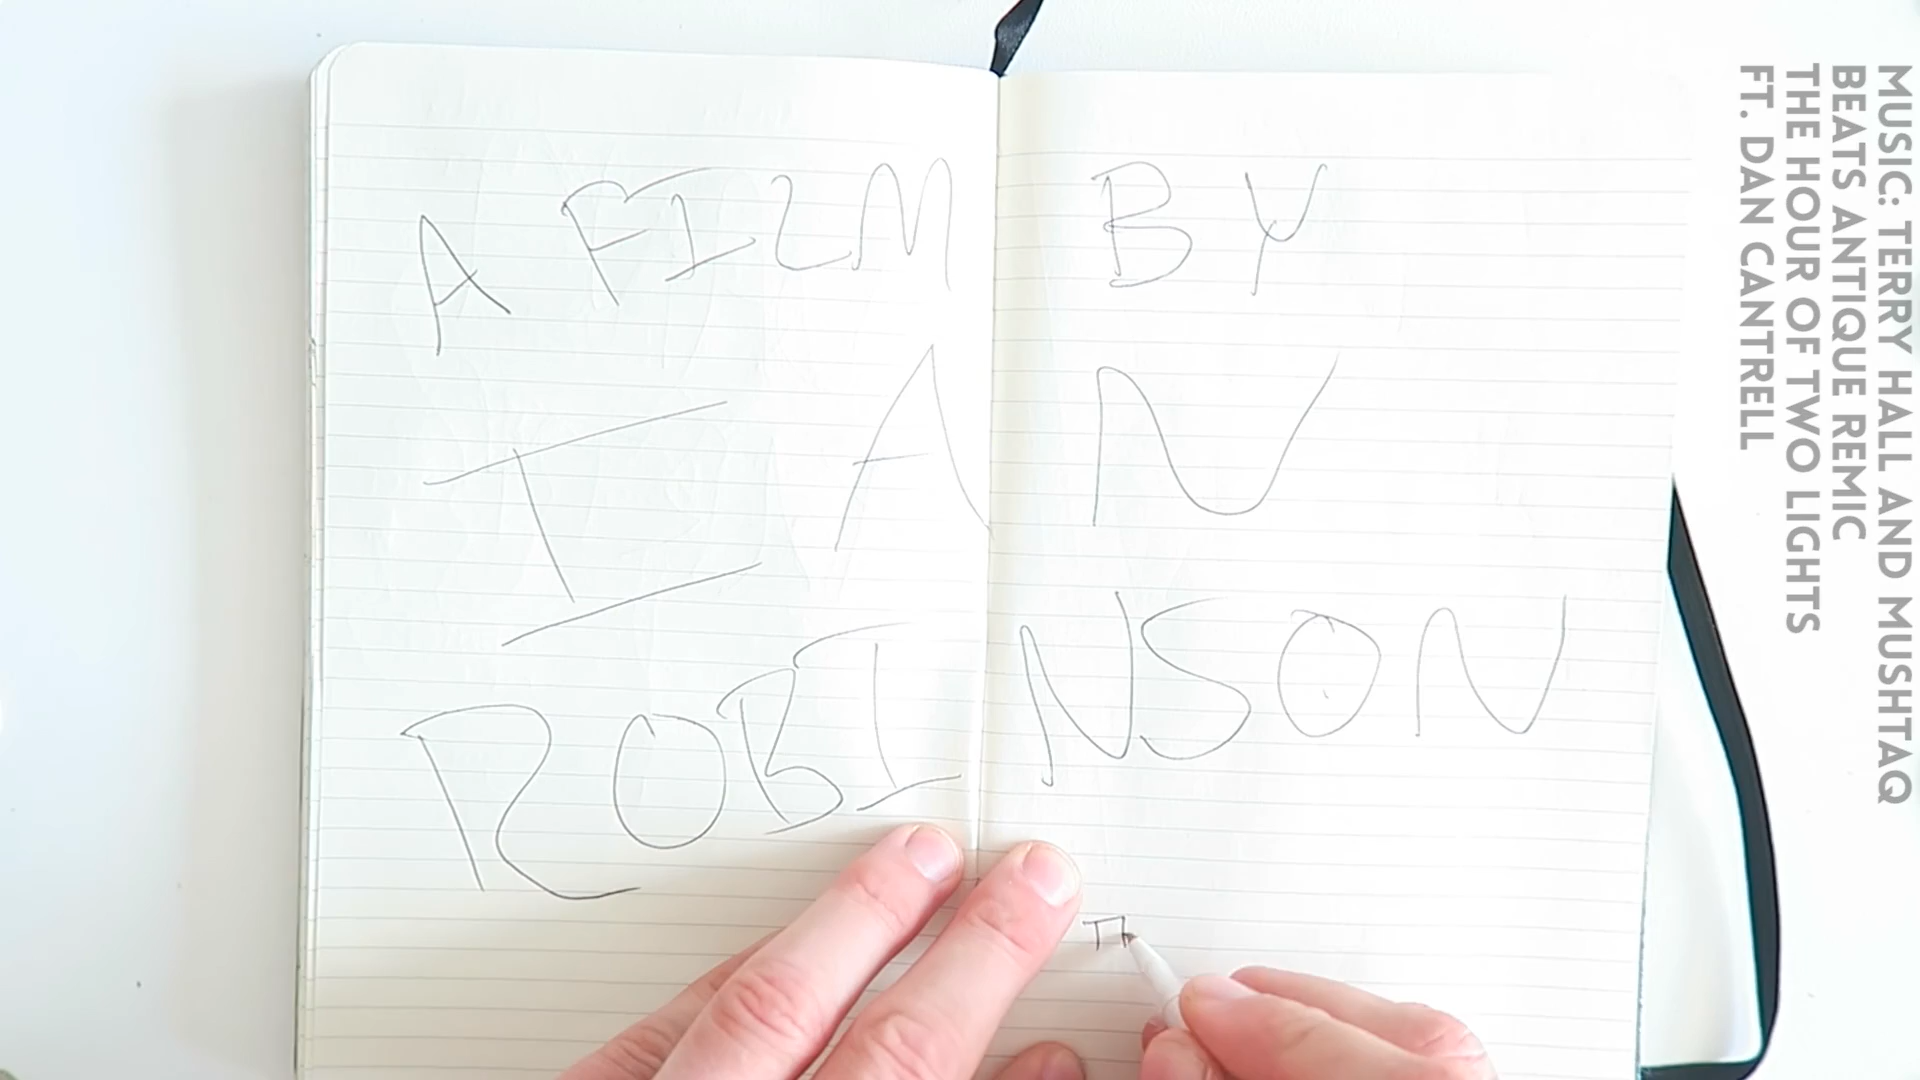 A FILM BY
IAN
ROBINSON
MUSIC: TERRY HALL AND MUSHTAQ
BEATS ANTIQUE REMIC
THE HOUR OF TWO LIGHTS
FT. DAN CANTRELL